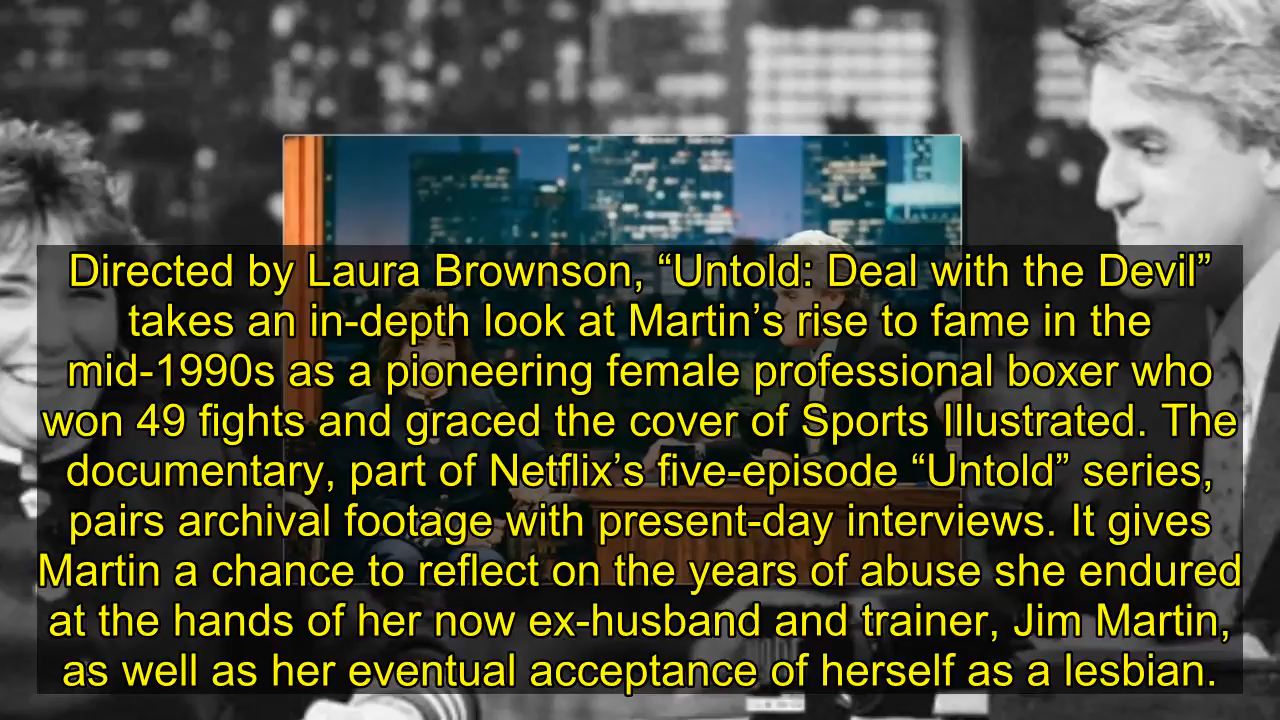 Directed by Laura Brownson, “Untold: Deal with the Devil”
takes an in-depth look at Martin’s rise to fame in the
mid-1990s as a pioneering female professional boxer who
won 49 fights and graced the cover of Sports Illustrated. The
documentary, part of Netflix’s five-episode “Untold” series,
pairs archival footage with present-day interviews. It gives
Martin a chance to reflect on the years of abuse she endured
at the hands of her now ex-husband and trainer, Jim Martin,
as well as her eventual acceptance of herself as a lesbian.